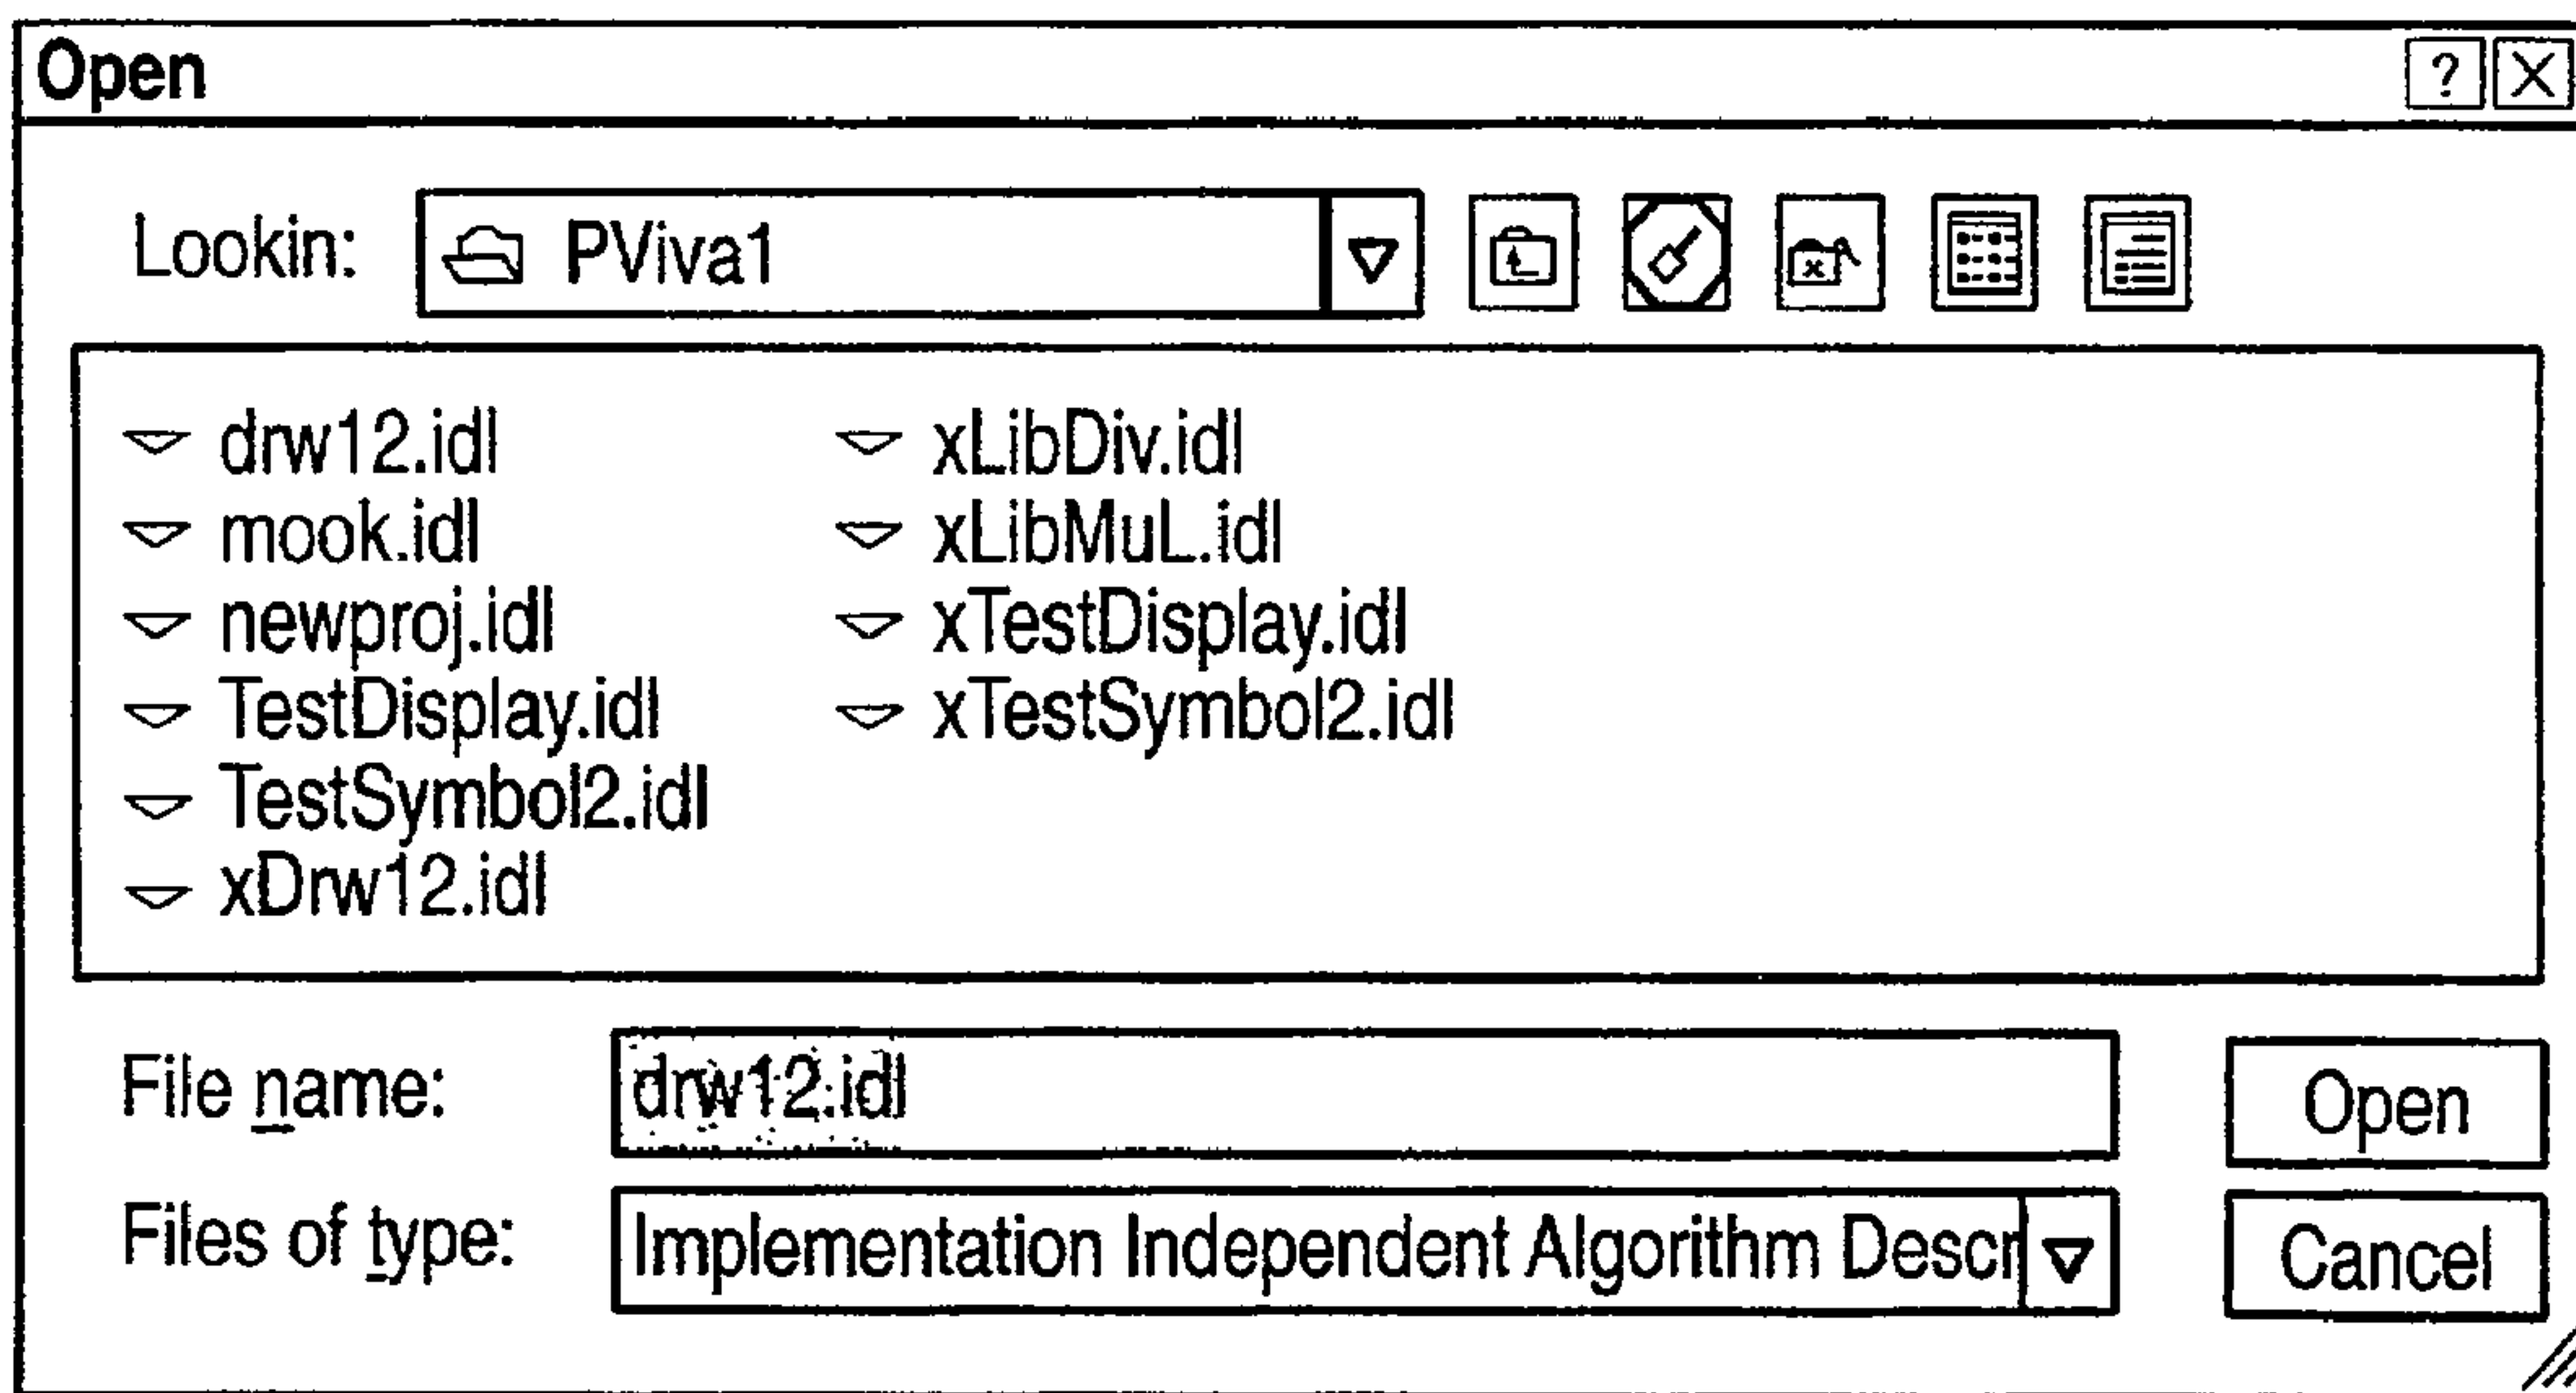 Open ? X
Lookin: PViva1
drw12.idl
mook.idl
newproj.idl
TestDisplay.idl
TestSymbol2.idl
xDrw12.idl
xLibDiv.idl
xLibMuL.idl
xTestDisplay.idl
xTestSymbol2.idl
File name: drw12.idl Open
Files of type: Implementation Independent Algorithm Descr Cancel